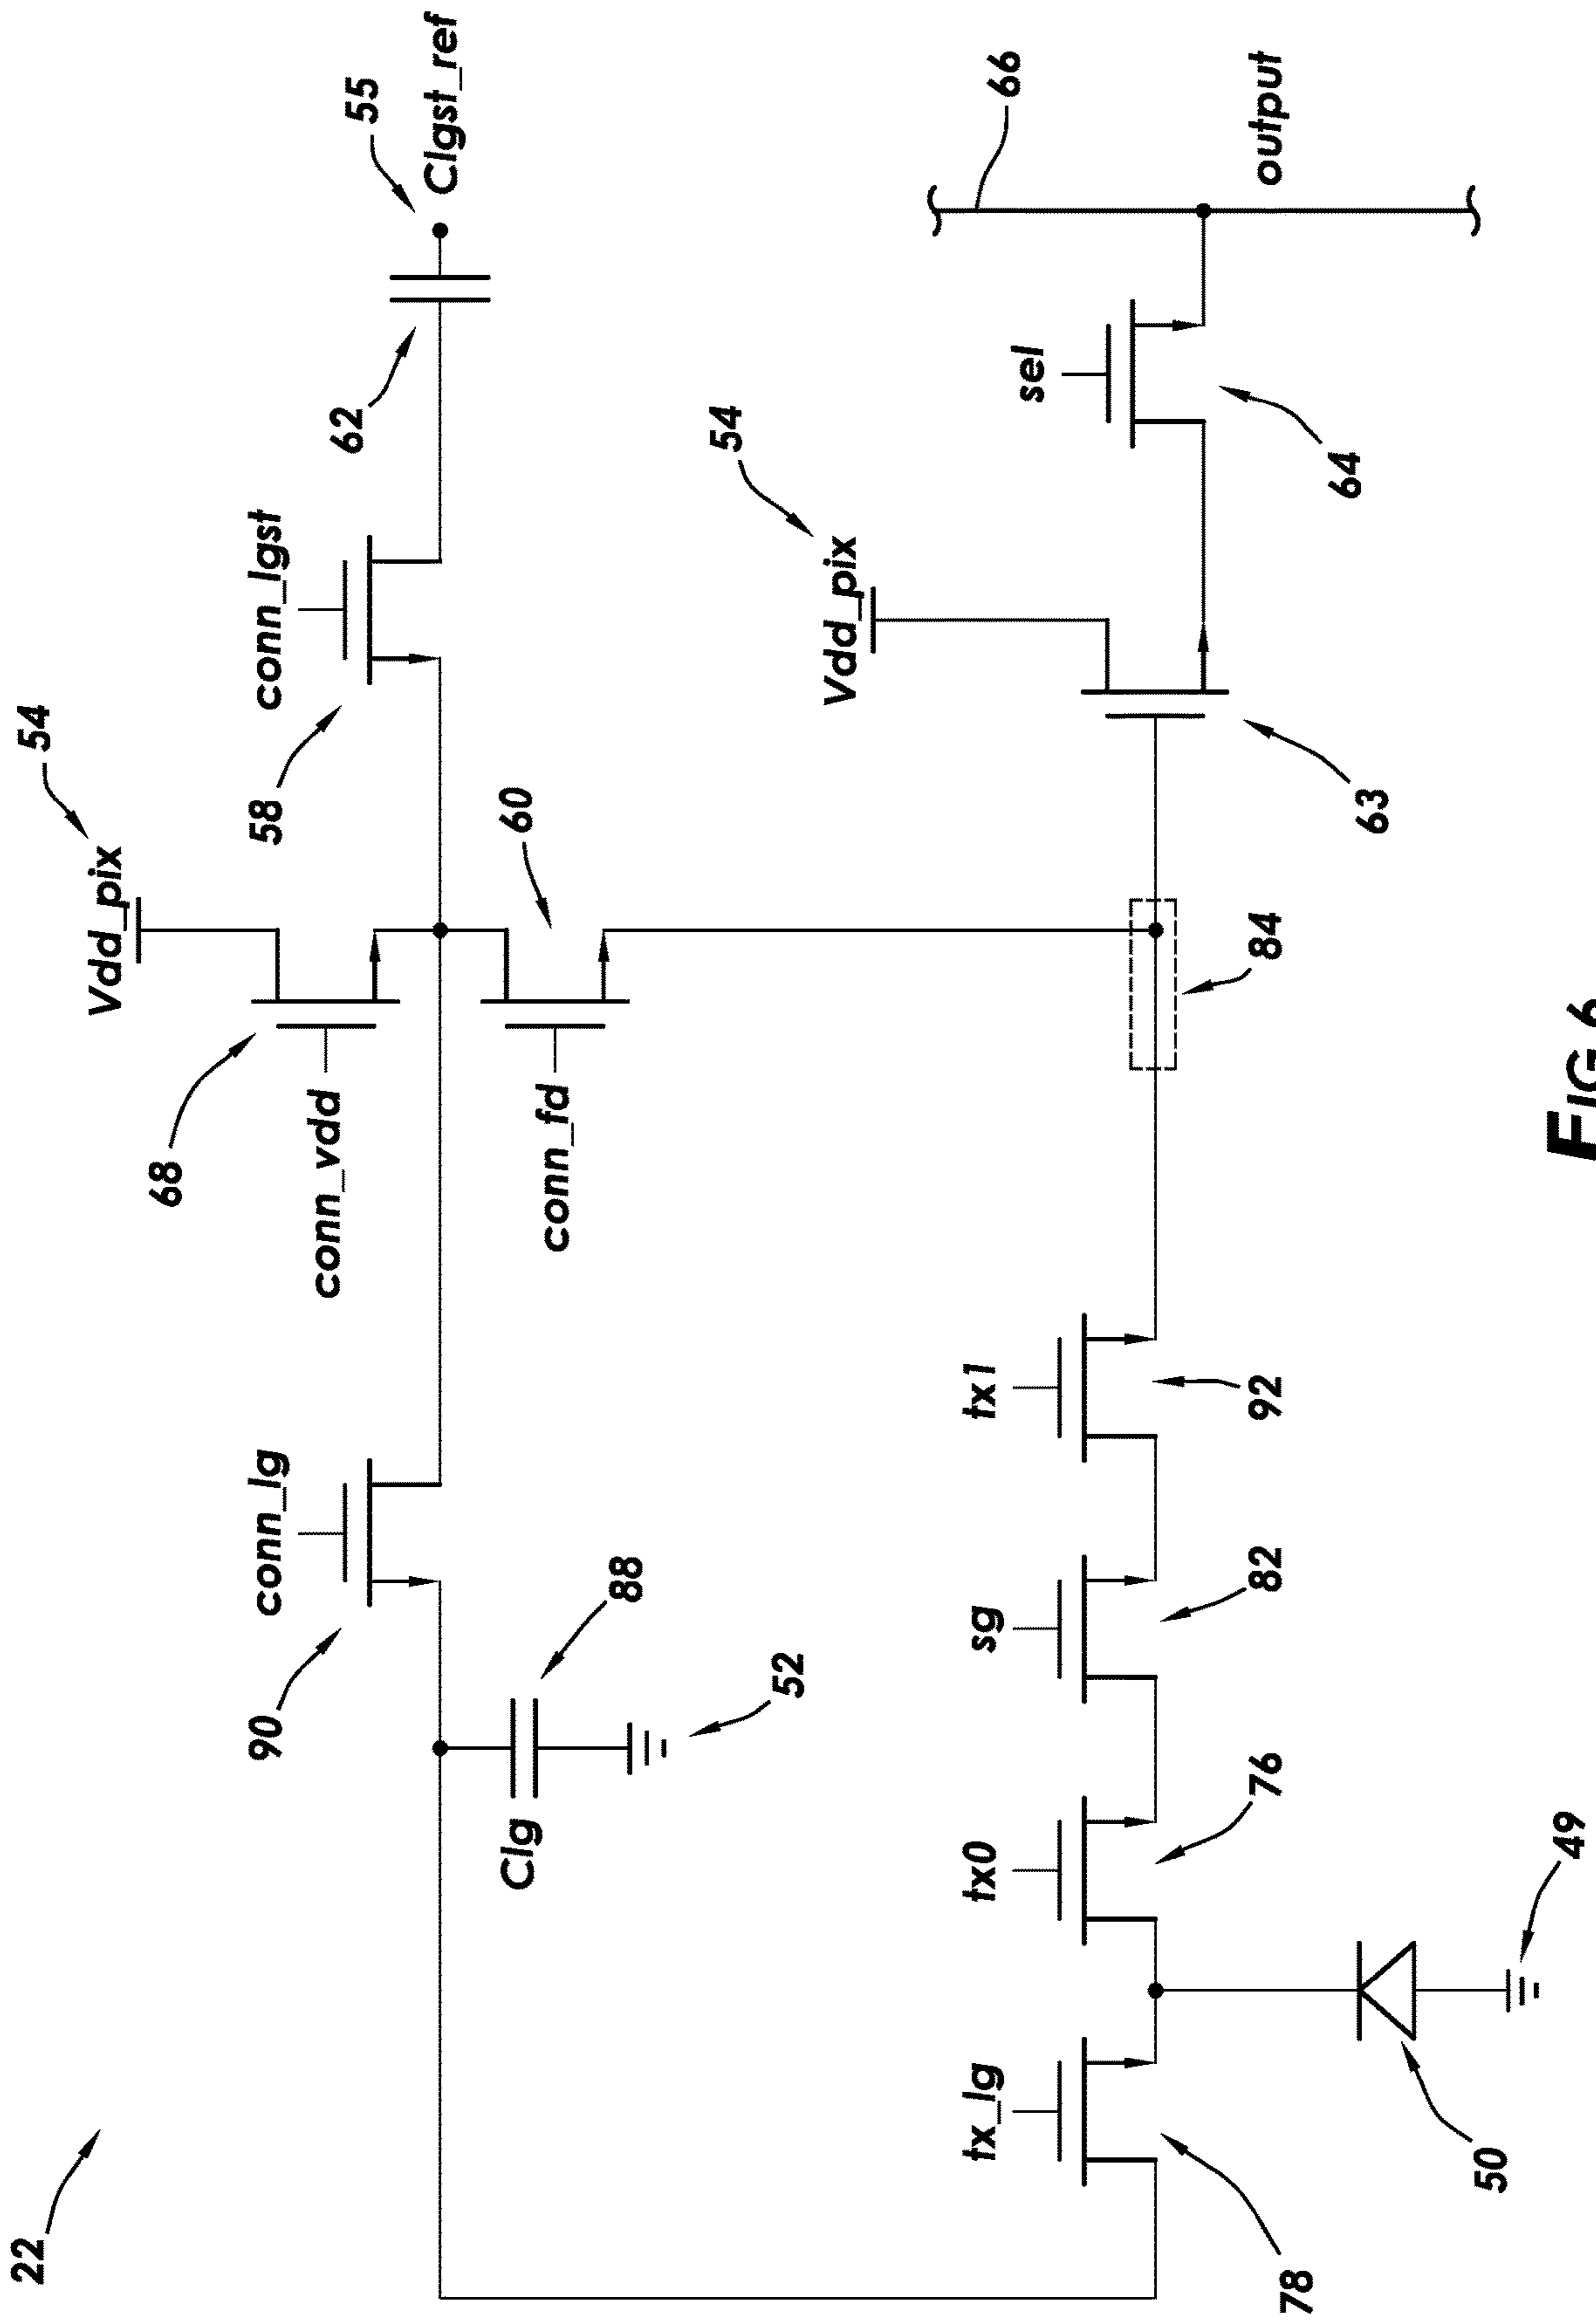 22
54
Vdd_pix
55
Clgst_ref
conn_lg
90
68
conn_vdd
58
conn_lgst
62
Clg
88
52
conn_fd
60
54
Vdd_pix
sel
66
output
tx_lg
tx0
sg
tx1
78
76
82
92
84
63
64
50
49
FIG. 6